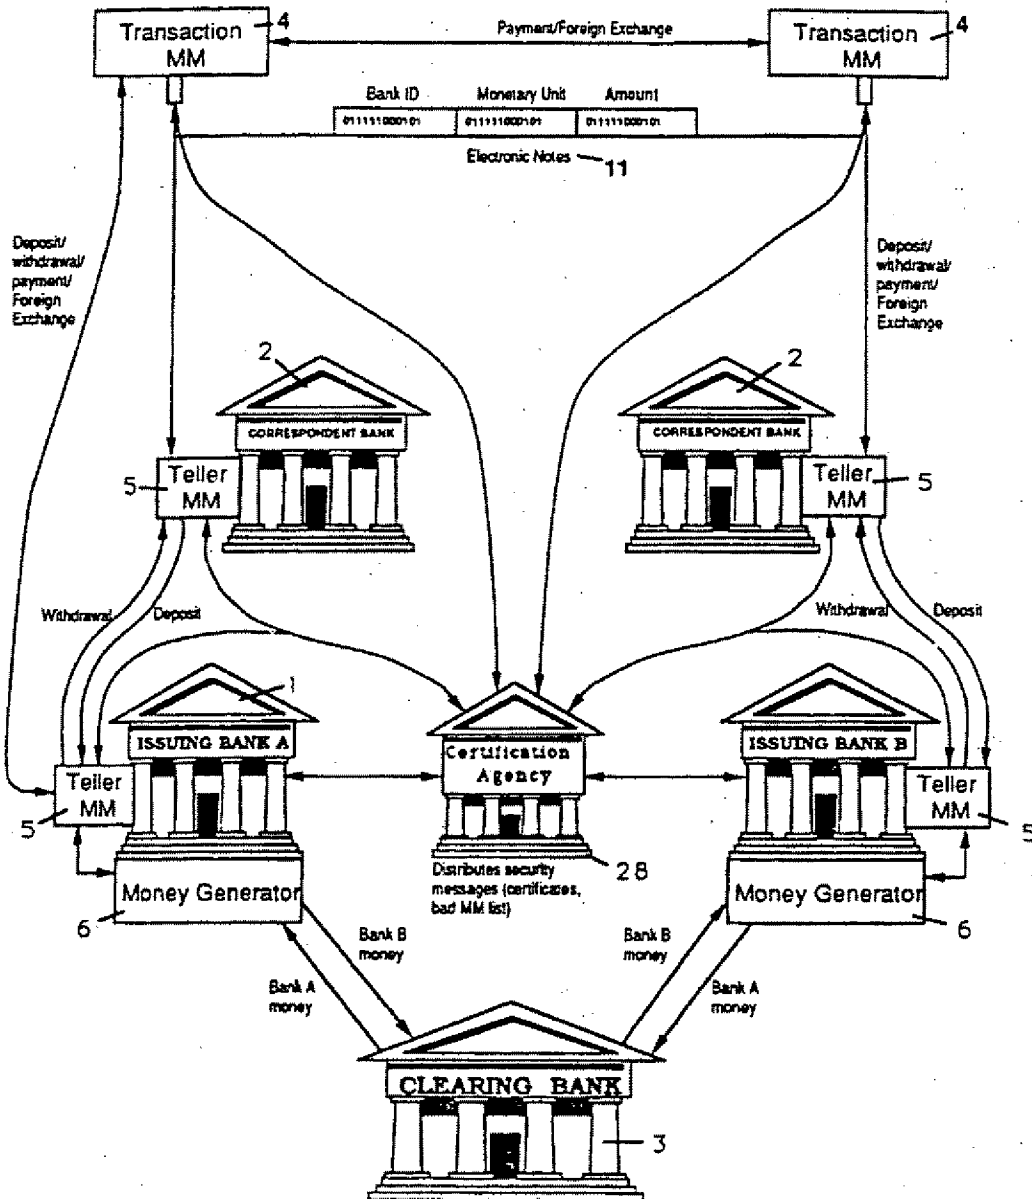 Transaction
MM
4
Payment/Foreign Exchange
Transaction
MM
4
Bank ID
Monetary Unit
Amount
011111000101
011111000101
011111000101
Electronic Notes
11
Deposit/
withdrawal/
payment/
Foreign
Exchange
Deposit/
withdrawal/
payment/
Foreign
Exchange
2
CORRESPONDENT BANK
2
CORRESPONDENT BANK
5
Teller
MM
Teller
MM
5
Withdrawal
Deposit
Withdrawal
Deposit
1
ISSUING BANK A
Certification
Agency
ISSUING BANK B
Teller
MM
5
Teller
MM
5
Distributes security
messages (certificates,
bad MM list)
28
Money Generator
6
Money Generator
6
Bank B
money
Bank A
money
Bank B
money
Bank A
money
CLEARING BANK
3